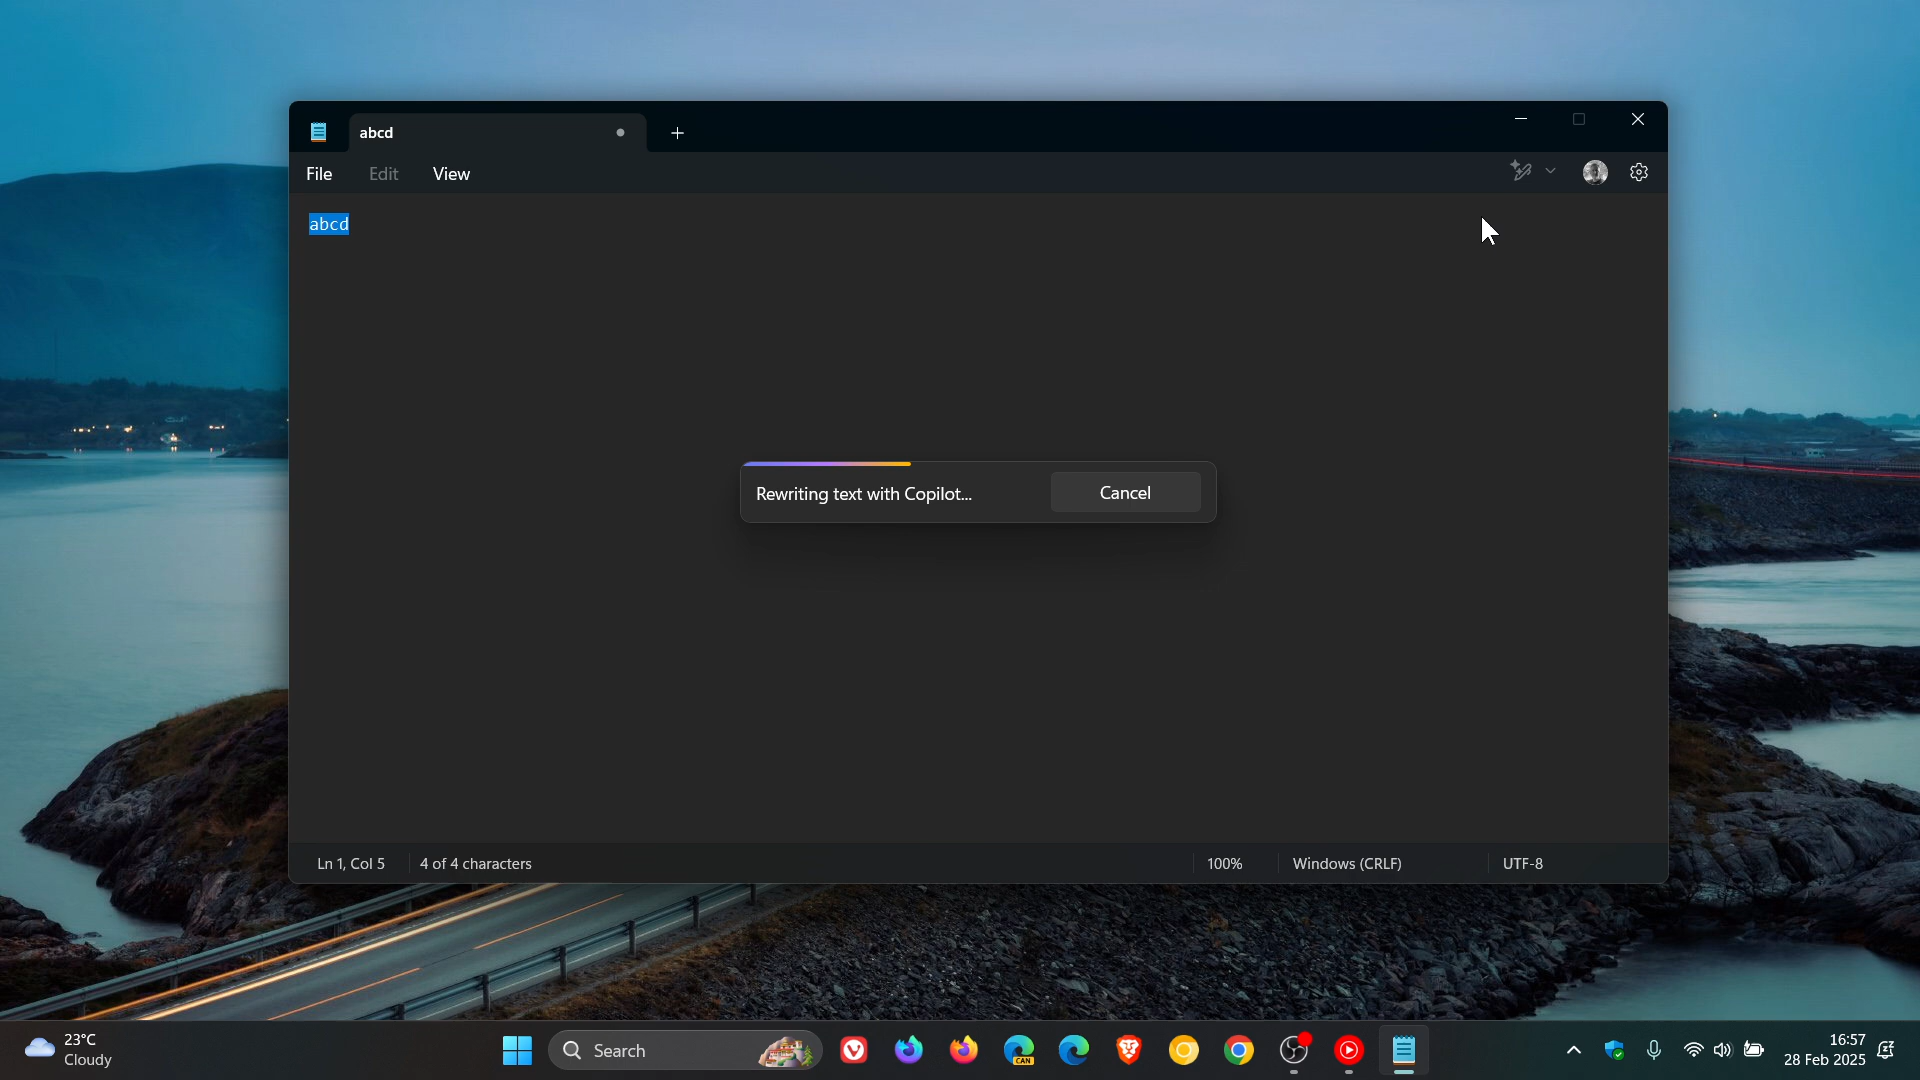 abcd
File Edit View
abcd
Rewriting text with Copilot... Cancel
Ln 1, Col 5 4 of 4 characters 100% Windows (CRLF) UTF-8
23°C
Cloudy
Search
CAN
16:57
28 Feb 2025